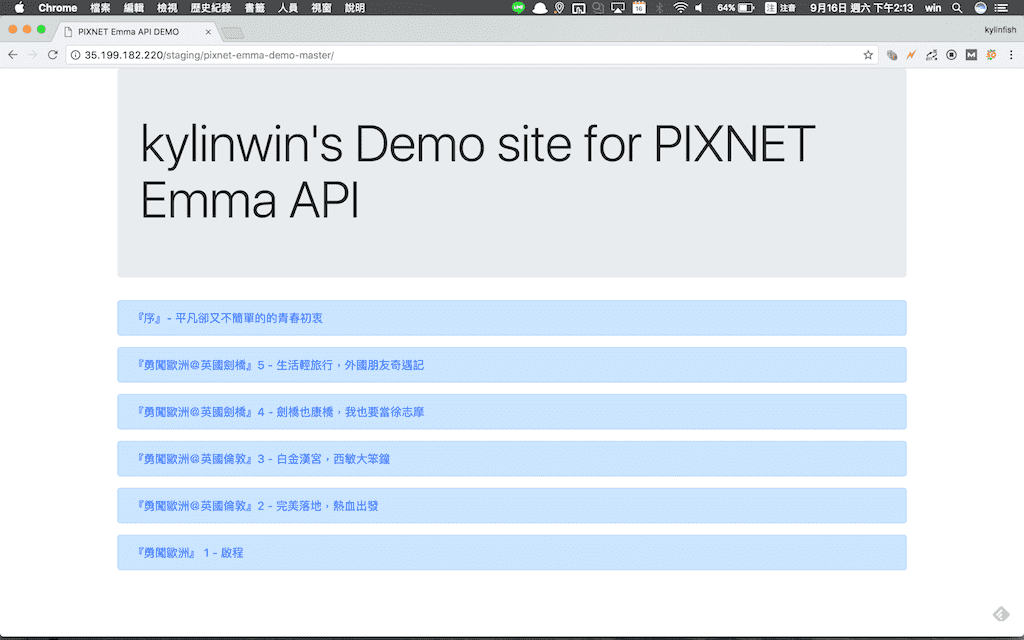 Chrome 檔案 編輯 檢視 歷史紀錄 書籤 人員 視窗 說明 16 64% 注 注音 9月16日 週六 下午2:13 win
PIXNET Emma API DEMO × kylinfish
35.199.182.220/staging/pixnet-emma-demo-master/
kylinwin's Demo site for PIXNET
Emma API
『序』- 平凡卻又不簡單的的青春初衷
『勇闖歐洲@英國劍橋』5 - 生活輕旅行，外國朋友奇遇記
『勇闖歐洲@英國劍橋』4 - 劍橋也康橋，我也要當徐志摩
『勇闖歐洲@英國倫敦』3 - 白金漢宮，西敏大笨鐘
『勇闖歐洲@英國倫敦』2 - 完美落地，熱血出發
『勇闖歐洲』 1 - 啟程